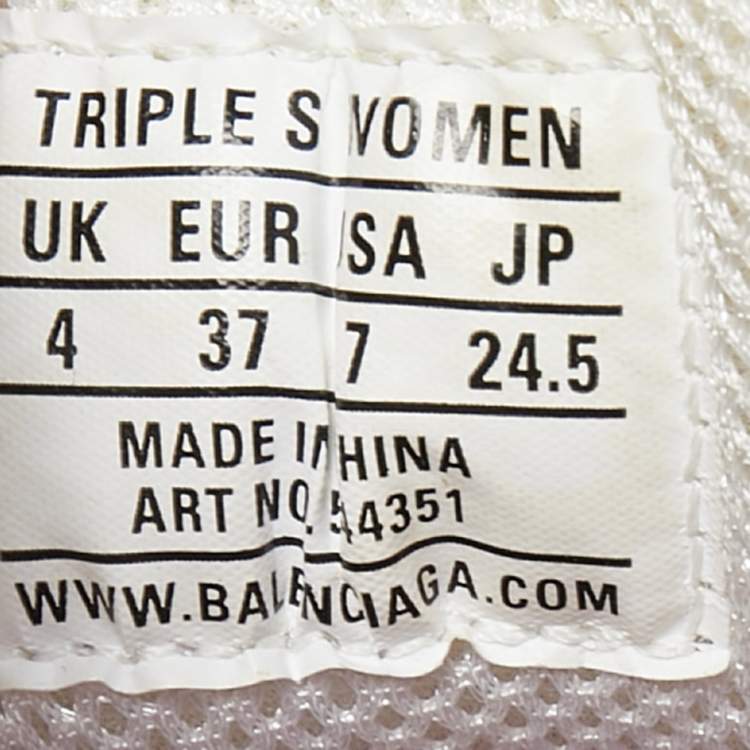 TRIPLE S WOMEN
UK EUR USA JP
4 37 7 24.5
MADE IN CHINA
ART NO. 544351
WWW.BALENCIAGA.COM